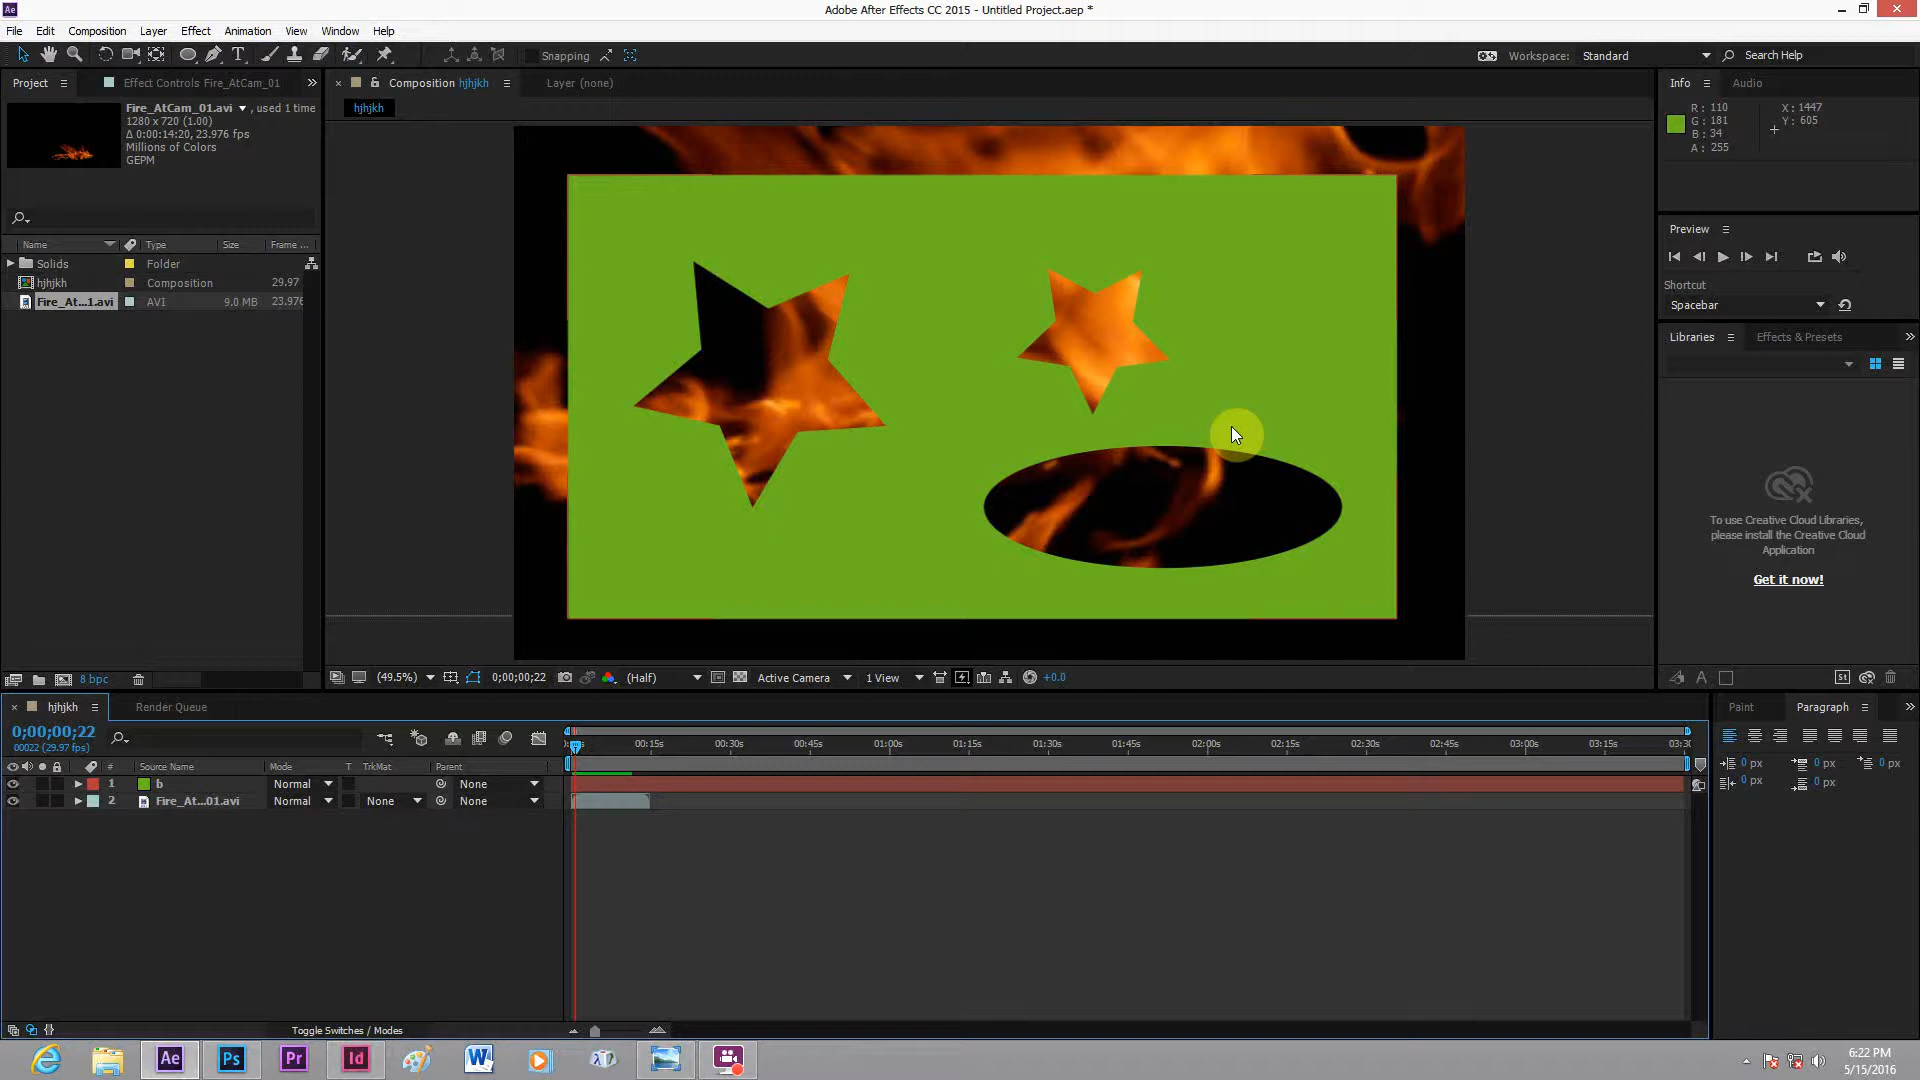 Adobe After Effects CC 2015 - Untitled Project.aep *
File Edit Composition Layer Effect Animation View Window Help
Snapping
Workspace: Standard
Search Help
Project
Effect Controls Fire_AtCam_01
Composition hjhjkh
Layer (none)
hjhjkh
Fire_AtCam_01.avi , used 1 time
1280 x 720 (1.00)
Δ 0:00:14:20, 23.976 fps
Millions of Colors
GEPM
Name Type Size Frame ...
Solids Folder
hjhjkh Composition 29.97
Fire_At...1.avi AVI 9.0 MB 23.976
8 bpc
(49.5%) 0;00;00;22 (Half) Active Camera 1 View +0.0
Info Audio
R: 110 X: 1447
G: 181 Y: 605
B: 34
A: 255
Preview
Shortcut
Spacebar
Libraries Effects & Presets
To use Creative Cloud Libraries,
please install the Creative Cloud
Application
Get it now!
St
hjhjkh
Render Queue
0;00;00;22
00022 (29.97 fps)
00:15s 00:30s 00:45s 01:00s 01:15s 01:30s 01:45s 02:00s 02:15s 02:30s 02:45s 03:00s 03:15s
# Source Name Mode T TrkMat Parent
1 b Normal None
2 Fire_At...01.avi Normal None None
Toggle Switches / Modes
Paint Paragraph
0 px 0 px 0 px
0 px 0 px
Ae Ps Pr Id
6:22 PM
5/15/2016